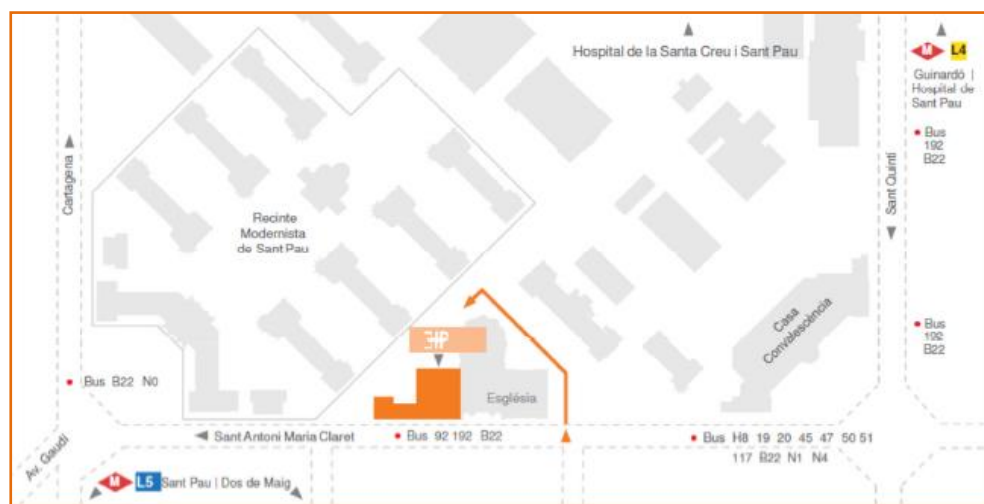 Hospital de la Santa Creu i Sant Pau
M L4
Guinardó |
Hospital de
Sant Pau
Bus
192
B22
Cartagena
Sant Quintí
Recinte
Modernista
de Sant Pau
Casa
Convalescència
Bus
192
B22
Bus B22 N0
Església
Sant Antoni Maria Claret
Bus 92 192 B22
Bus H8 19 20 45 47 50 51
117 B22 N1 N4
Av. Gaudí
M L5 Sant Pau | Dos de Maig